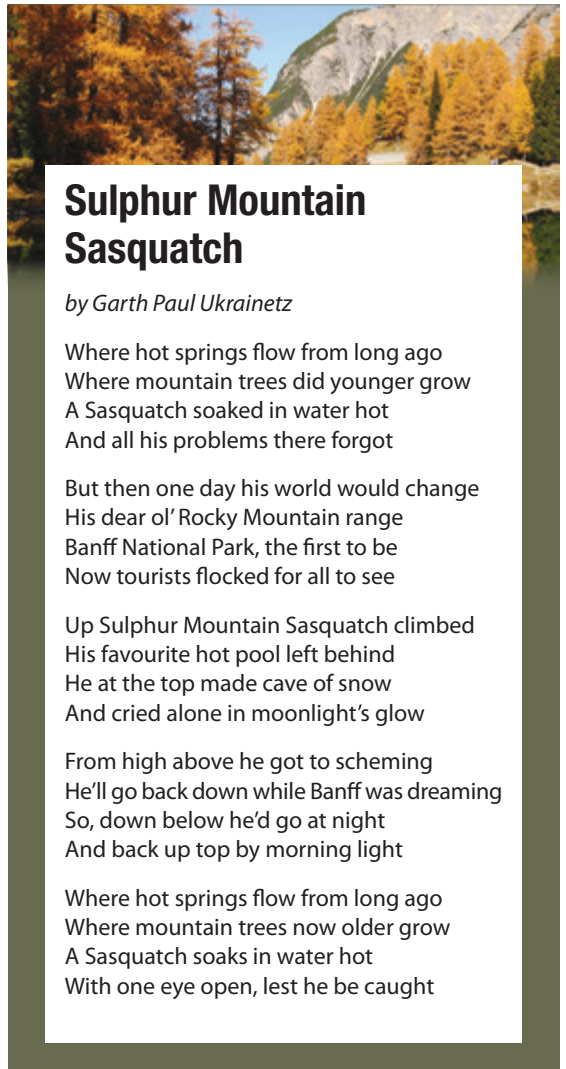 Sulphur Mountain
Sasquatch
by Garth Paul Ukrainetz
Where hot springs flow from long ago
Where mountain trees did younger grow
A Sasquatch soaked in water hot
And all his problems there forgot
But then one day his world would change
His dear ol’ Rocky Mountain range
Banff National Park, the first to be
Now tourists flocked for all to see
Up Sulphur Mountain Sasquatch climbed
His favourite hot pool left behind
He at the top made cave of snow
And cried alone in moonlight’s glow
From high above he got to scheming
He’ll go back down while Banff was dreaming
So, down below he’d go at night
And back up top by morning light
Where hot springs flow from long ago
Where mountain trees now older grow
A Sasquatch soaks in water hot
With one eye open, lest he be caught